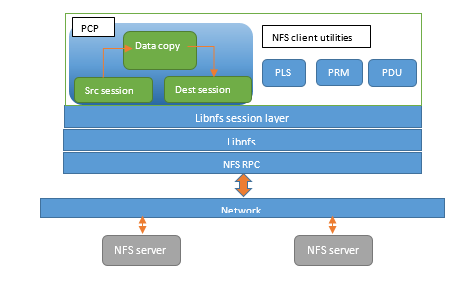 PCP
Data copy
Src session
Dest session
NFS client utilities
PLS
PRM
PDU
Libnfs session layer
Libnfs
NFS RPC
Network
NFS server
NFS server